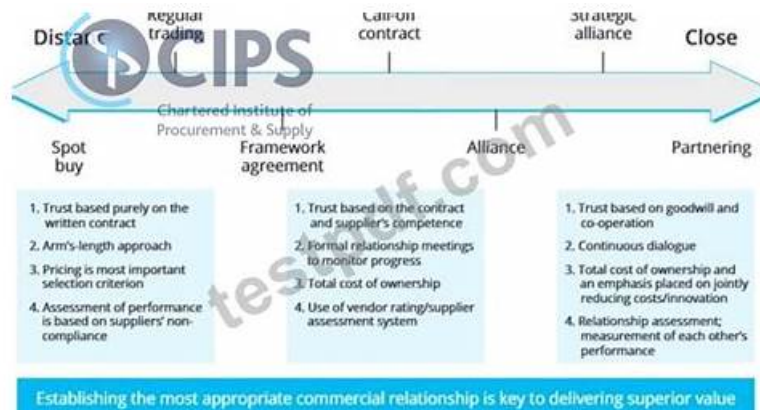 Regular
trading
Call-off
contract
Strategic
alliance
Distance
Close
CIPS
Chartered Institute of
Procurement & Supply
Spot
buy
Framework
agreement
Alliance
Partnering
1. Trust based purely on the
written contract
2. Arm's-length approach
3. Pricing is most important
selection criterion
4. Assessment of performance
is based on suppliers' non-
compliance
1. Trust based on the contract
and supplier's competence
2. Formal relationship meetings
to monitor progress
3. Total cost of ownership
4. Use of vendor rating/supplier
assessment system
1. Trust based on goodwill and
co-operation
2. Continuous dialogue
3. Total cost of ownership and
an emphasis placed on jointly
reducing costs/innovation
4. Relationship assessment;
measurement of each other's
performance
testpdf.com
Establishing the most appropriate commercial relationship is key to delivering superior value